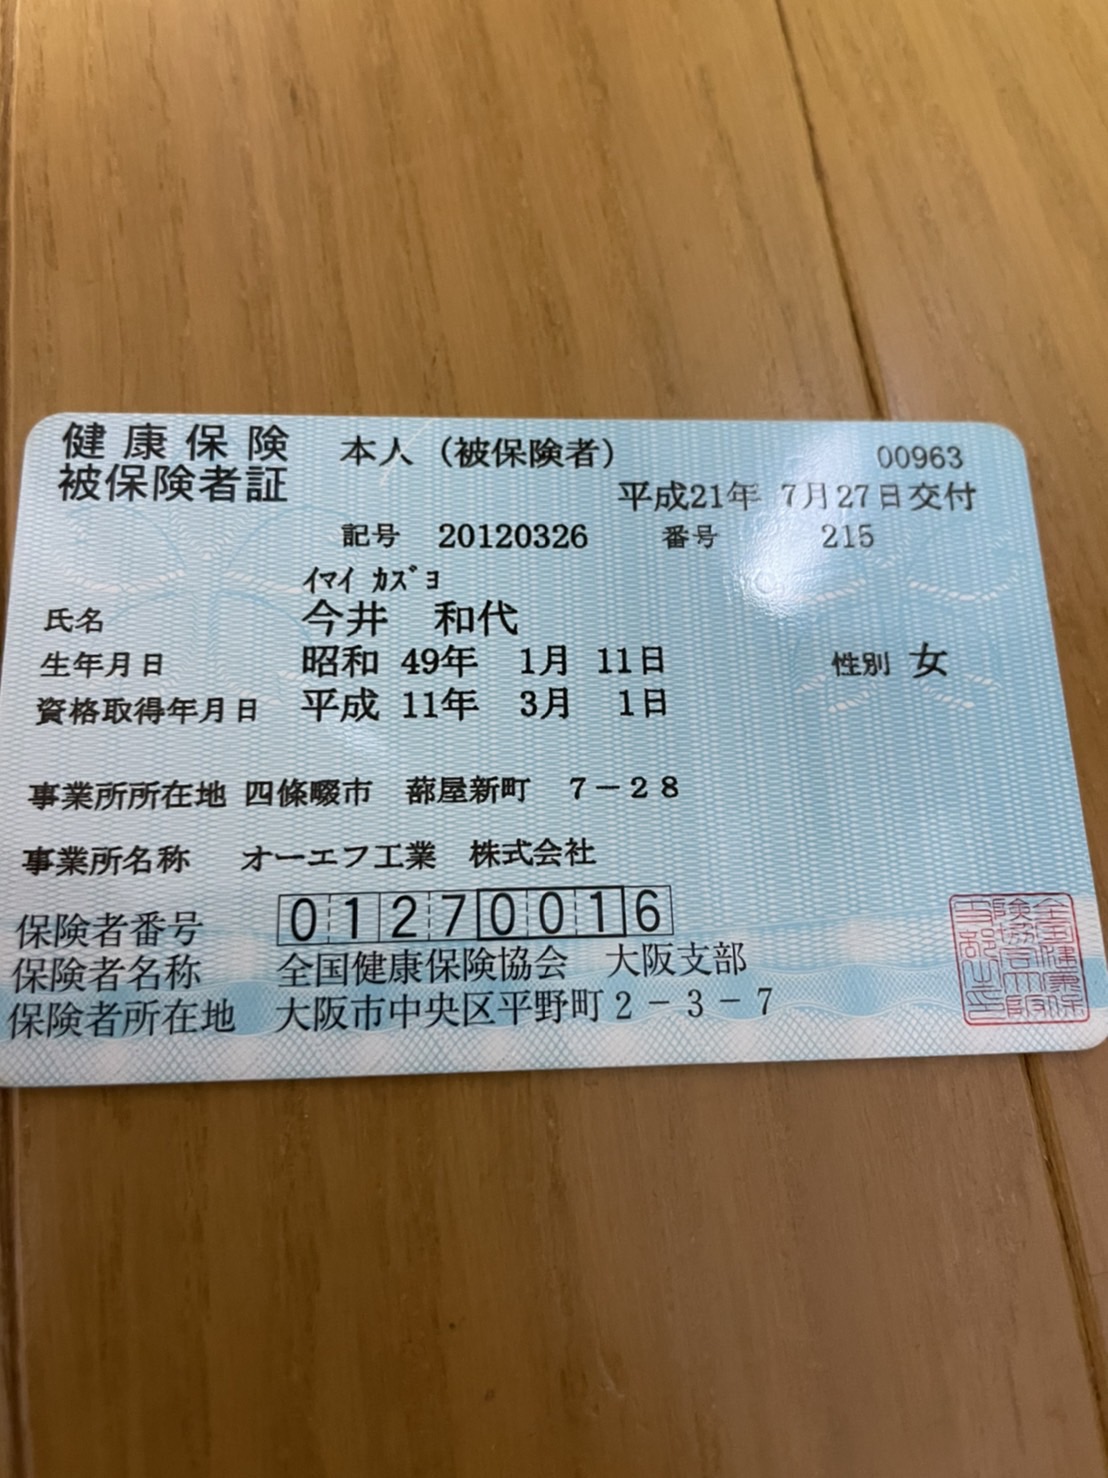 健康保険 本人（被保険者） 00963
被保険者証 平成21年 7月27日交付
記号 20120326 番号 215
ｲﾏｲ ｶｽﾞﾖ
氏名 今井 和代
生年月日 昭和 49年 1月 11日 性別 女
資格取得年月日 平成 11年 3月 1日
事業所所在地 四條畷市 蔀屋新町 7－28
事業所名称 オーエフ工業 株式会社
保険者番号 01270016
保険者名称 全国健康保険協会 大阪支部
保険者所在地 大阪市中央区平野町2－3－7